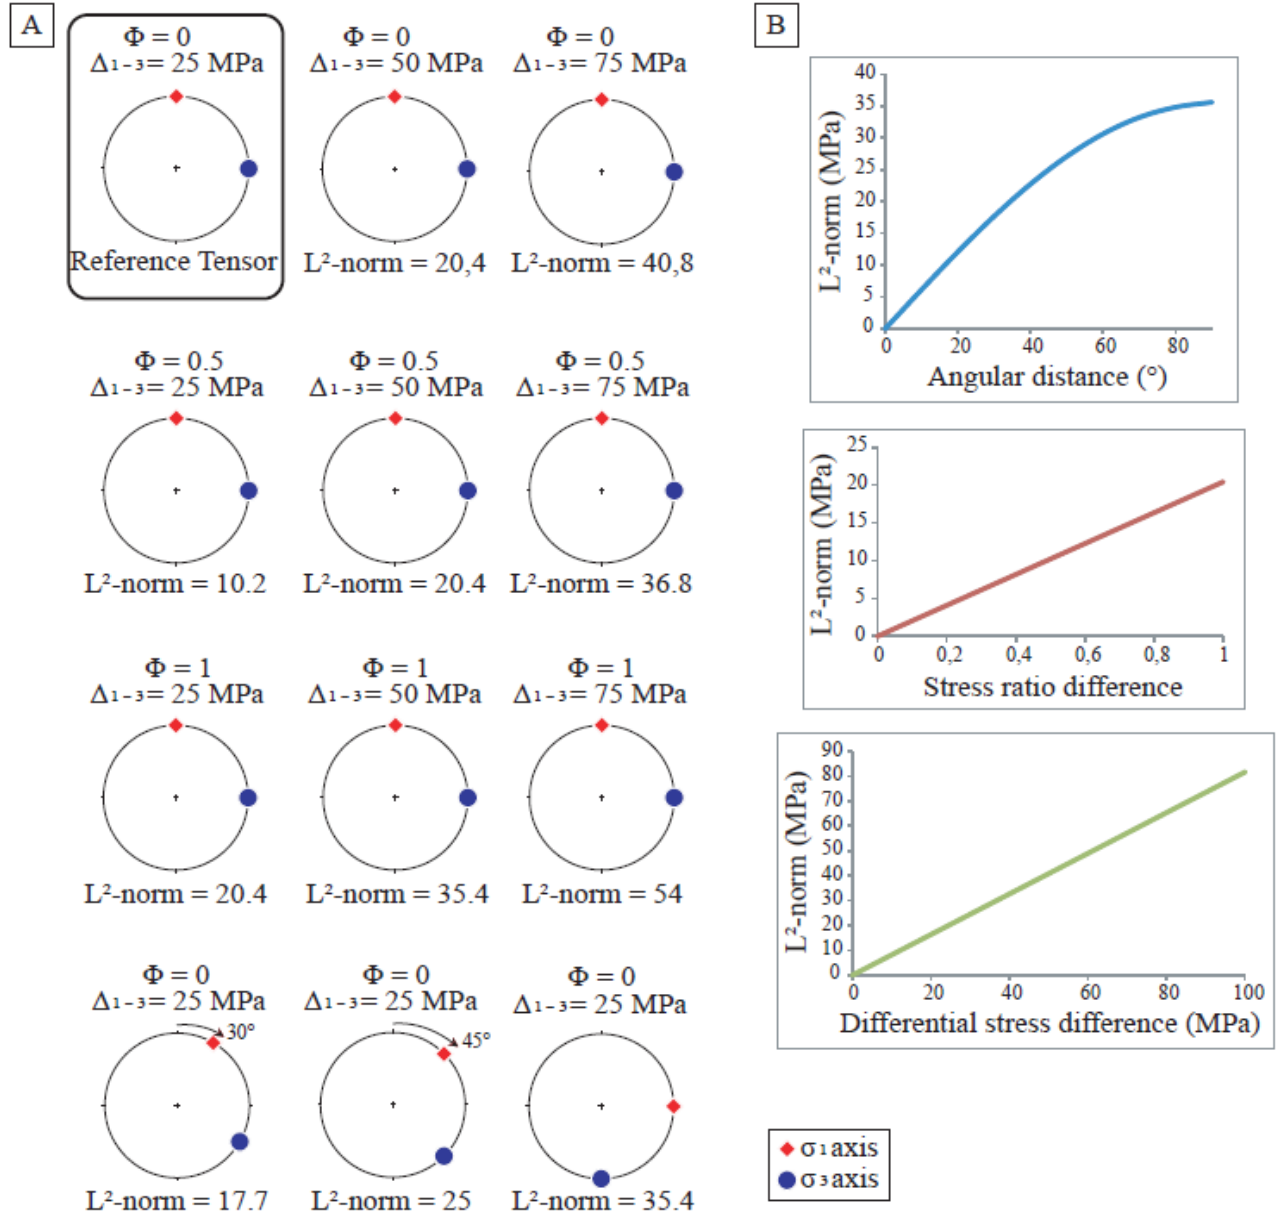 A
Φ = 0
Δ₁₋₃= 25 MPa
Reference Tensor
Φ = 0
Δ₁₋₃= 50 MPa
L²-norm = 20,4
Φ = 0
Δ₁₋₃= 75 MPa
L²-norm = 40,8
Φ = 0.5
Δ₁₋₃= 25 MPa
L²-norm = 10.2
Φ = 0.5
Δ₁₋₃= 50 MPa
L²-norm = 20.4
Φ = 0.5
Δ₁₋₃= 75 MPa
L²-norm = 36.8
Φ = 1
Δ₁₋₃= 25 MPa
L²-norm = 20.4
Φ = 1
Δ₁₋₃= 50 MPa
L²-norm = 35.4
Φ = 1
Δ₁₋₃= 75 MPa
L²-norm = 54
Φ = 0
Δ₁₋₃= 25 MPa
30°
L²-norm = 17.7
Φ = 0
Δ₁₋₃= 25 MPa
45°
L²-norm = 25
Φ = 0
Δ₁₋₃= 25 MPa
L²-norm = 35.4
B
L²-norm (MPa)
40
35
30
25
20
15
10
5
0
0 20 40 60 80
Angular distance (°)
L²-norm (MPa)
25
20
15
10
5
0
0 0,2 0,4 0,6 0,8 1
Stress ratio difference
L²-norm (MPa)
90
80
70
60
50
40
30
20
10
0
0 20 40 60 80 100
Differential stress difference (MPa)
σ₁ axis
σ₃ axis